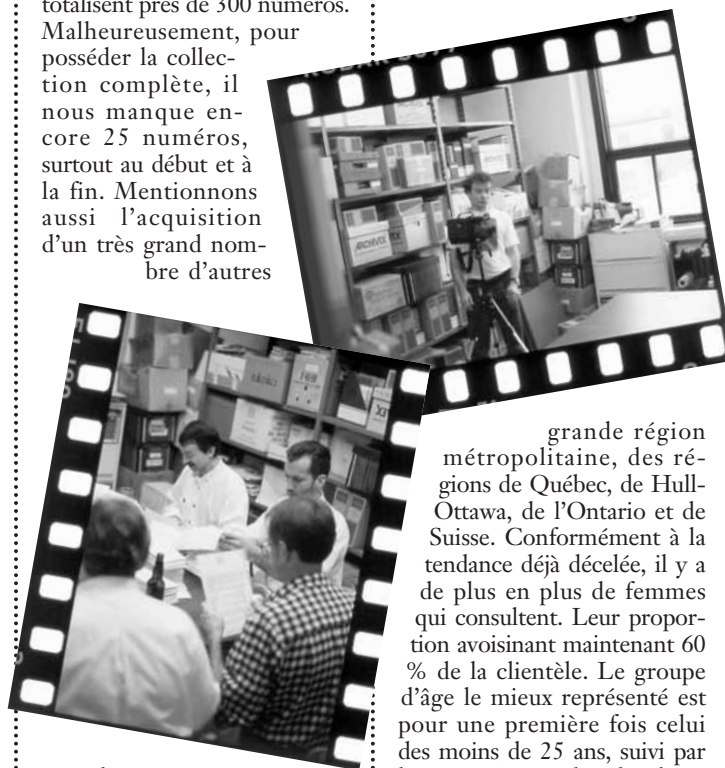 totalisent près de 300 numéros.
Malheureusement, pour
posséder la collec-
tion complète, il
nous manque en-
core 25 numéros,
surtout au début et à
la fin. Mentionnons
aussi l'acquisition
d'un très grand nom-
bre d'autres
ARCHIVEX
grande région
métropolitaine, des ré-
gions de Québec, de Hull-
Ottawa, de l'Ontario et de
Suisse. Conformément à la
tendance déjà décelée, il y a
de plus en plus de femmes
qui consultent. Leur propor-
tion avoisinant maintenant 60
% de la clientèle. Le groupe
d'âge le mieux représenté est
pour une première fois celui
des moins de 25 ans, suivi par